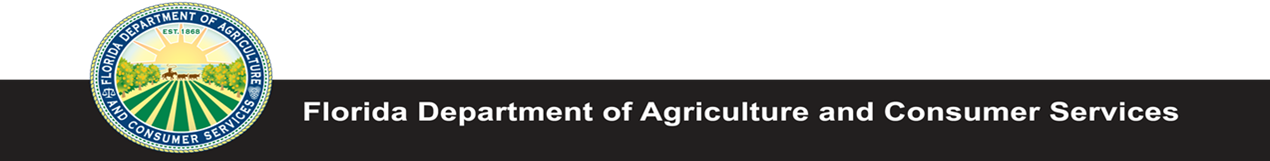 FLORIDA DEPARTMENT OF AGRICULTURE
EST. 1868
AND CONSUMER SERVICES
Florida Department of Agriculture and Consumer Services